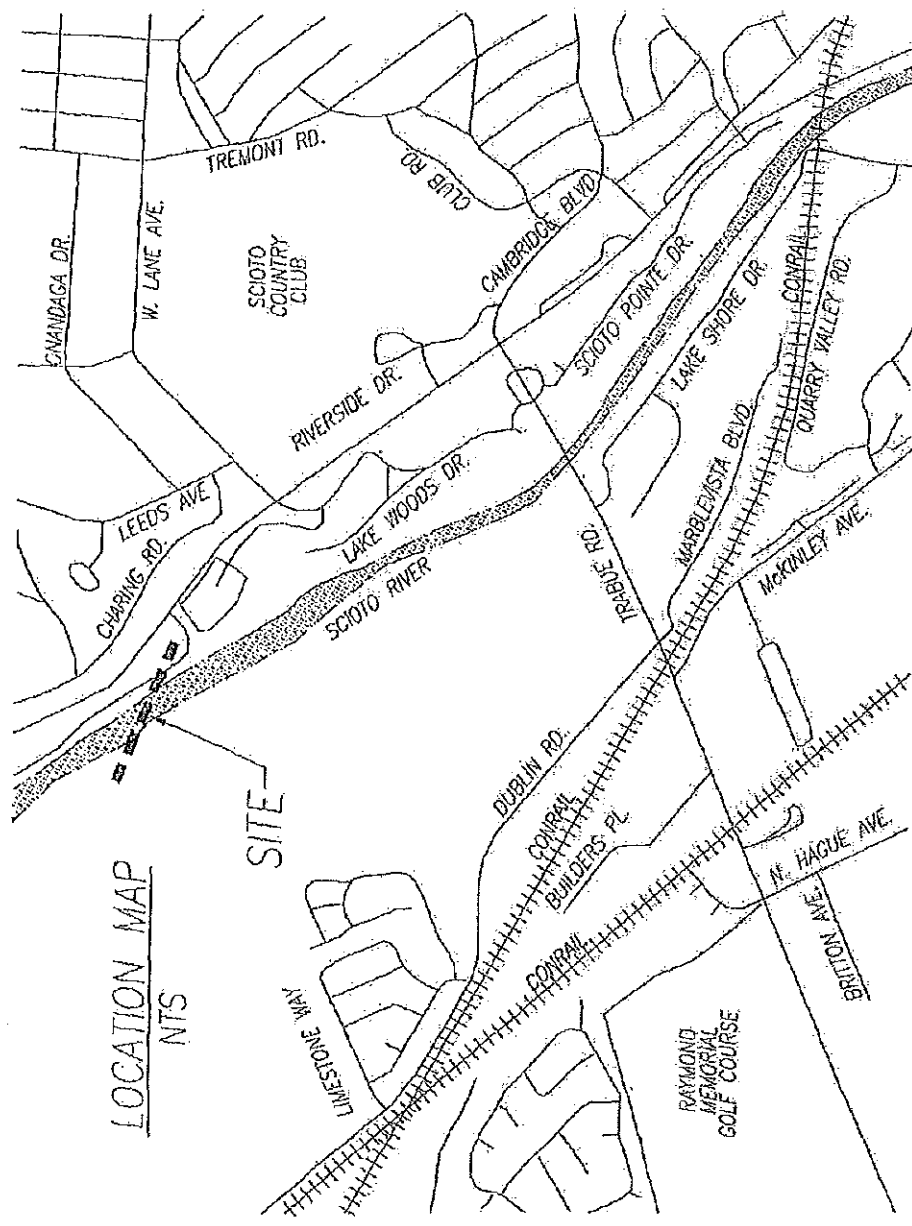 LOCATION MAP
NTS
SITE
ONANDAGA DR.
W. LANE AVE.
TREMONT RD.
SCIOTO
COUNTRY
CLUB
CLUB RD
CAMBRIDGE BLVD.
RIVERSIDE DR.
SCIOTO POINTE DR.
LAKE SHORE DR.
CONRAIL
QUARRY VALLEY RD.
LEEDS AVE
CHARING RD.
LAKE WOODS DR.
SCIOTO RIVER
TRABUE RD.
MARBLEVISTA BLVD.
McKINLEY AVE.
DUBLIN RD.
CONRAIL
BUILDERS PL.
CONRAIL
N. HAGUE AVE.
BRITTON AVE.
LIMESTONE WAY
RAYMOND
MEMORIAL
GOLF COURSE